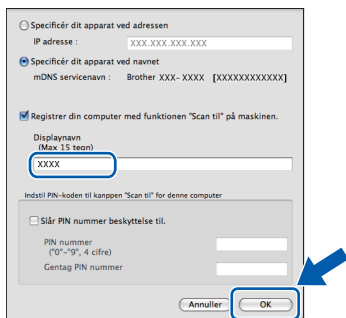 Specificér dit apparat ved adressen
IP adresse : XXX.XXX.XXX.XXX
Specificér dit apparat ved navnet
mDNS servicenavn : Brother XXX-XXXX [XXXXXXXXXXXX]
Registrer din computer med funktionen "Scan til" på maskinen.
Displaynavn
(Max 15 tegn)
XXXX
Indstil PIN-koden til kanppen "Scan til" for denne computer
Slår PIN nummer beskyttelse til.
PIN nummer
("0"-"9", 4 cifre)
Gentag PIN nummer
Annuller OK